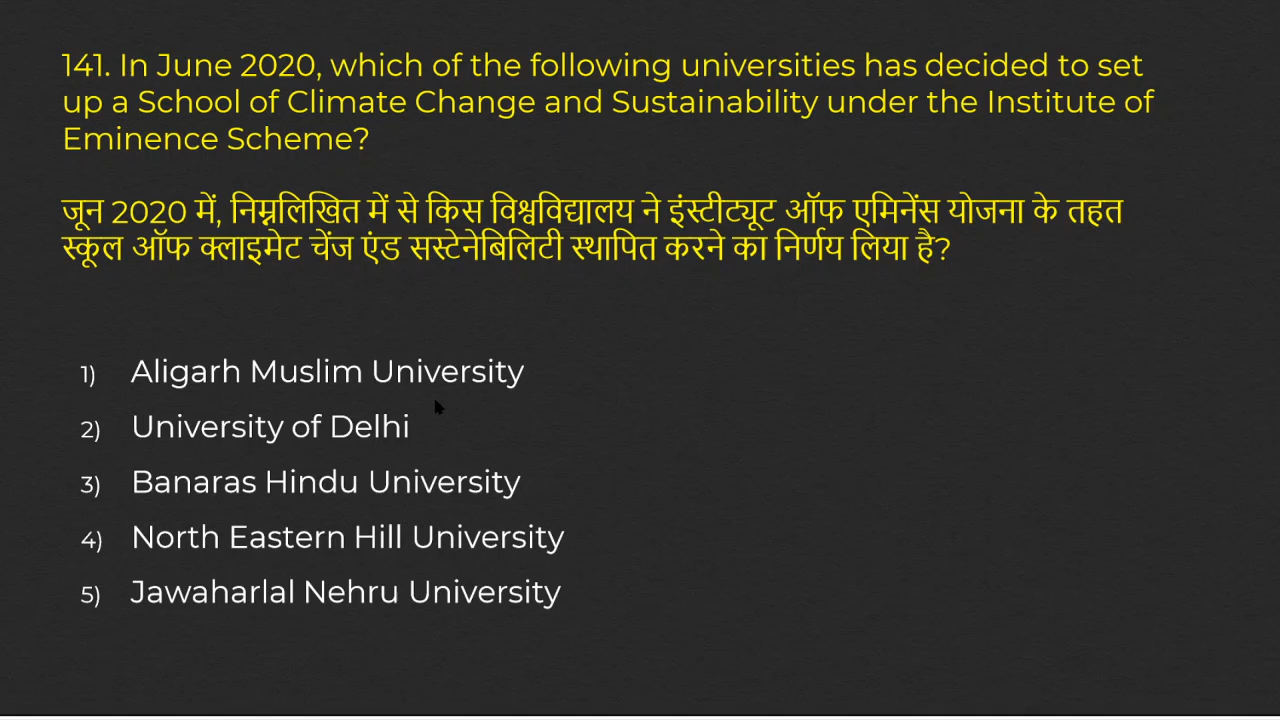 141. In June 2020, which of the following universities has decided to set
up a School of Climate Change and Sustainability under the Institute of
Eminence Scheme?
जून 2020 में, निम्नलिखित में से किस विश्वविद्यालय ने इंस्टीट्यूट ऑफ एमिनेंस योजना के तहत
स्कूल ऑफ क्लाइमेट चेंज एंड सस्टेनेबिलिटी स्थापित करने का निर्णय लिया है?
1) Aligarh Muslim University
2) University of Delhi
3) Banaras Hindu University
4) North Eastern Hill University
5) Jawaharlal Nehru University